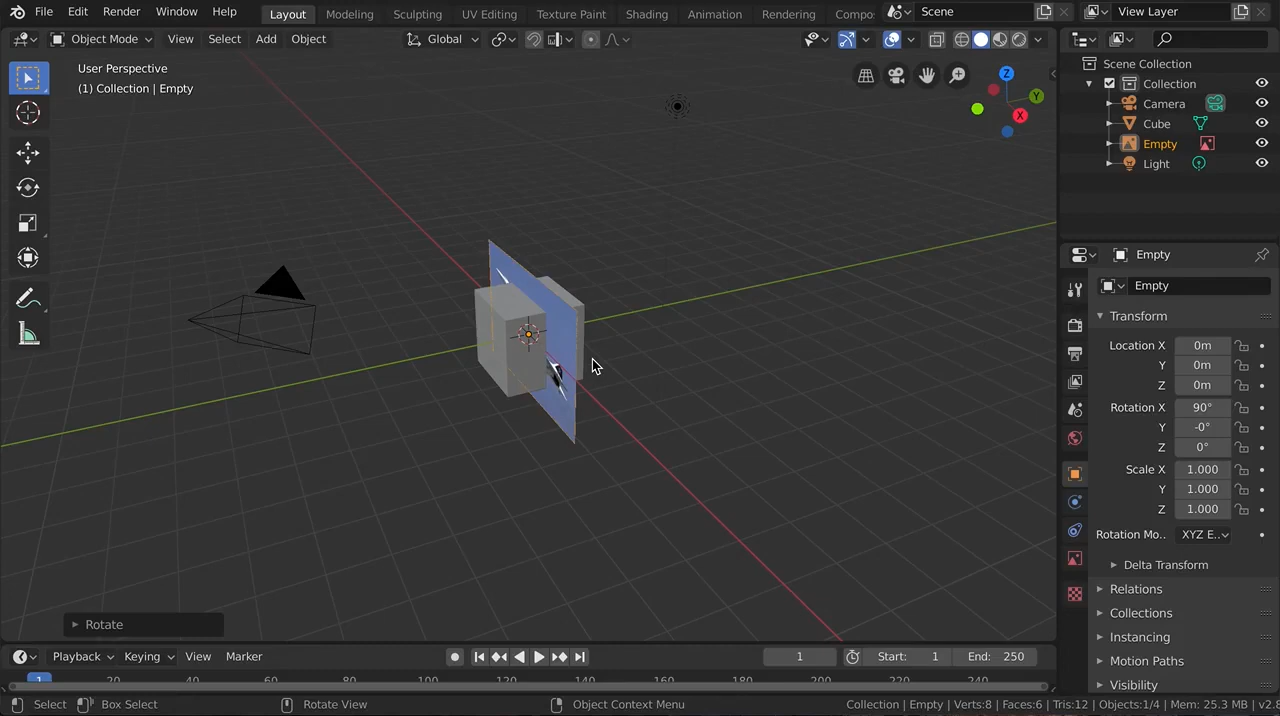 File Edit Render Window Help Layout Modeling Sculpting UV Editing Texture Paint Shading Animation Rendering Compo Scene View Layer
Object Mode View Select Add Object Global
User Perspective
(1) Collection | Empty
Z
Y
X
Scene Collection
Collection
Camera
Cube
Empty
Light
Empty
Empty
Transform
Location X 0m
Y 0m
Z 0m
Rotation X 90°
Y -0°
Z 0°
Scale X 1.000
Y 1.000
Z 1.000
Rotation Mo.. XYZ E..
Delta Transform
Relations
Collections
Instancing
Motion Paths
Visibility
Rotate
Playback Keying View Marker 1 Start: 1 End: 250
1 20 40 60 80 100 120 140 160 180 200 220 240
Select Box Select Rotate View Object Context Menu Collection | Empty | Verts:8 | Faces:6 | Tris:12 | Objects:1/4 | Mem: 25.3 MB | v2.8